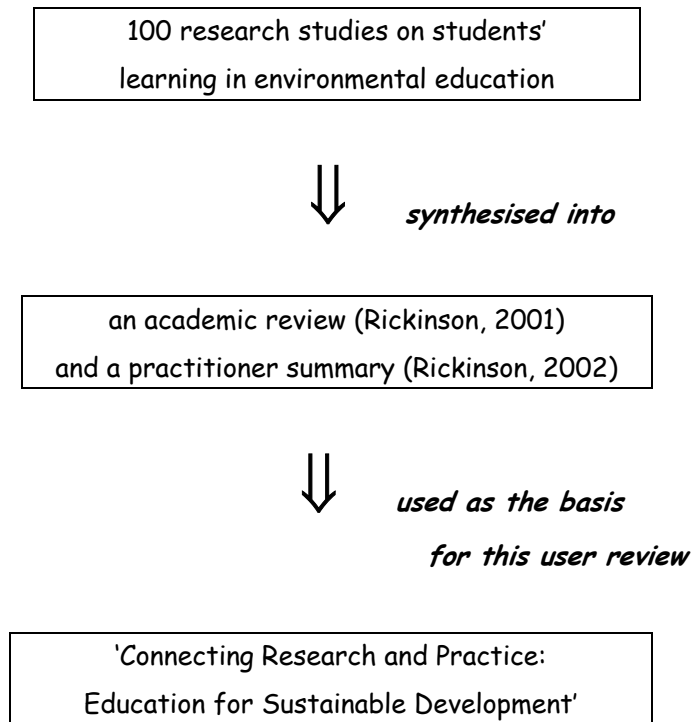 100 research studies on students’
learning in environmental education
⇓
synthesised into
an academic review (Rickinson, 2001)
and a practitioner summary (Rickinson, 2002)
⇓
used as the basis
for this user review
‘Connecting Research and Practice:
Education for Sustainable Development’